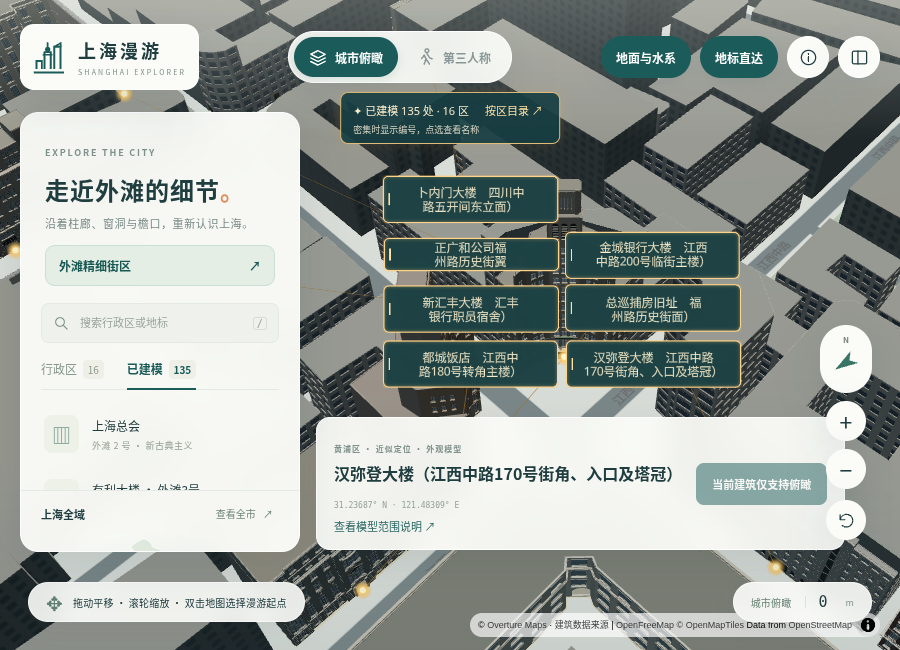 上海漫游
SHANGHAI EXPLORER
城市俯瞰
第三人称
地面与水系
地标直达
✦ 已建模 135 处 · 16 区 按区目录 ↗
密集时显示编号，点选查看名称
EXPLORE THE CITY
走近外滩的细节。
沿着柱廊、窗洞与檐口，重新认识上海。
外滩精细街区 ↗
搜索行政区或地标 /
行政区 16 已建模 135
上海总会
外滩 2 号 · 新古典主义
有利大楼 · 外滩3号
上海全域 查看全市 ↗
卜内门大楼 四川中
路五开间东立面）
正广和公司福
州路历史街翼
金城银行大楼 江西
中路200号临街主楼）
新汇丰大楼 汇丰
银行职员宿舍）
总巡捕房旧址 福
州路历史街面）
都城饭店 江西中
路180号转角主楼）
汉弥登大楼 江西中路
170号街角、入口及塔冠）
N
黄浦区 · 近似定位 · 外观模型
汉弥登大楼（江西中路170号街角、入口及塔冠）
31.23687° N · 121.48309° E
查看模型范围说明 ↗
当前建筑仅支持俯瞰
+
−
拖动平移 · 滚轮缩放 · 双击地图选择漫游起点
城市俯瞰 0 m
© Overture Maps · 建筑数据来源 | OpenFreeMap © OpenMapTiles Data from OpenStreetMap